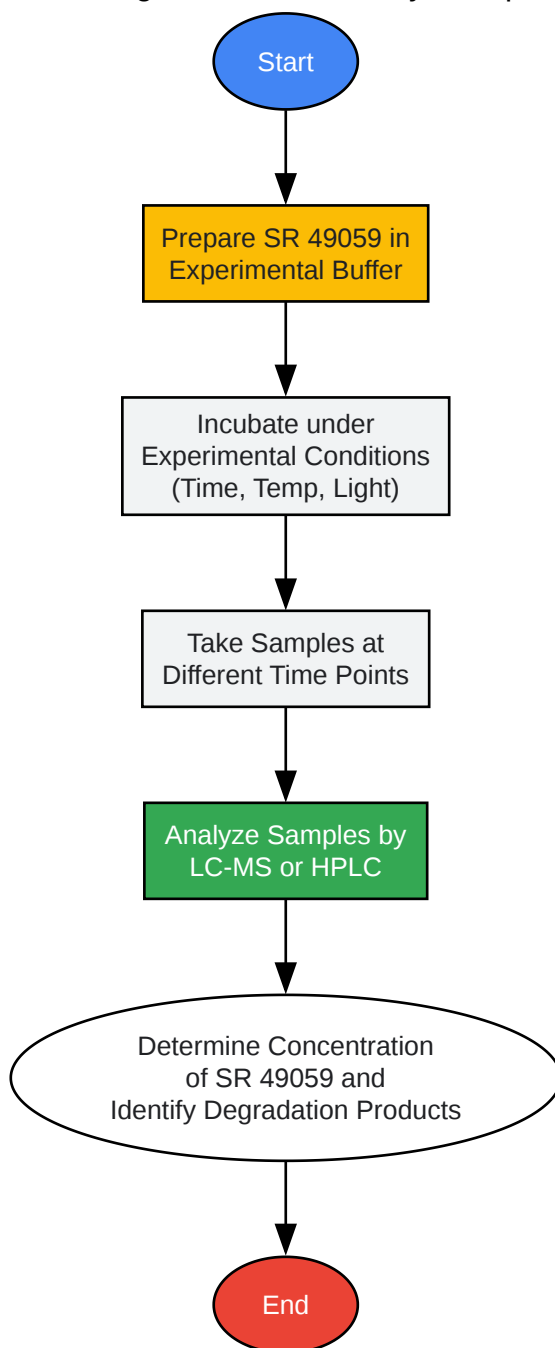 Start
Prepare SR 49059 in
Experimental Buffer
Incubate under
Experimental Conditions
(Time, Temp, Light)
Take Samples at
Different Time Points
Analyze Samples by
LC-MS or HPLC
Determine Concentration
of SR 49059 and
Identify Degradation Products
End